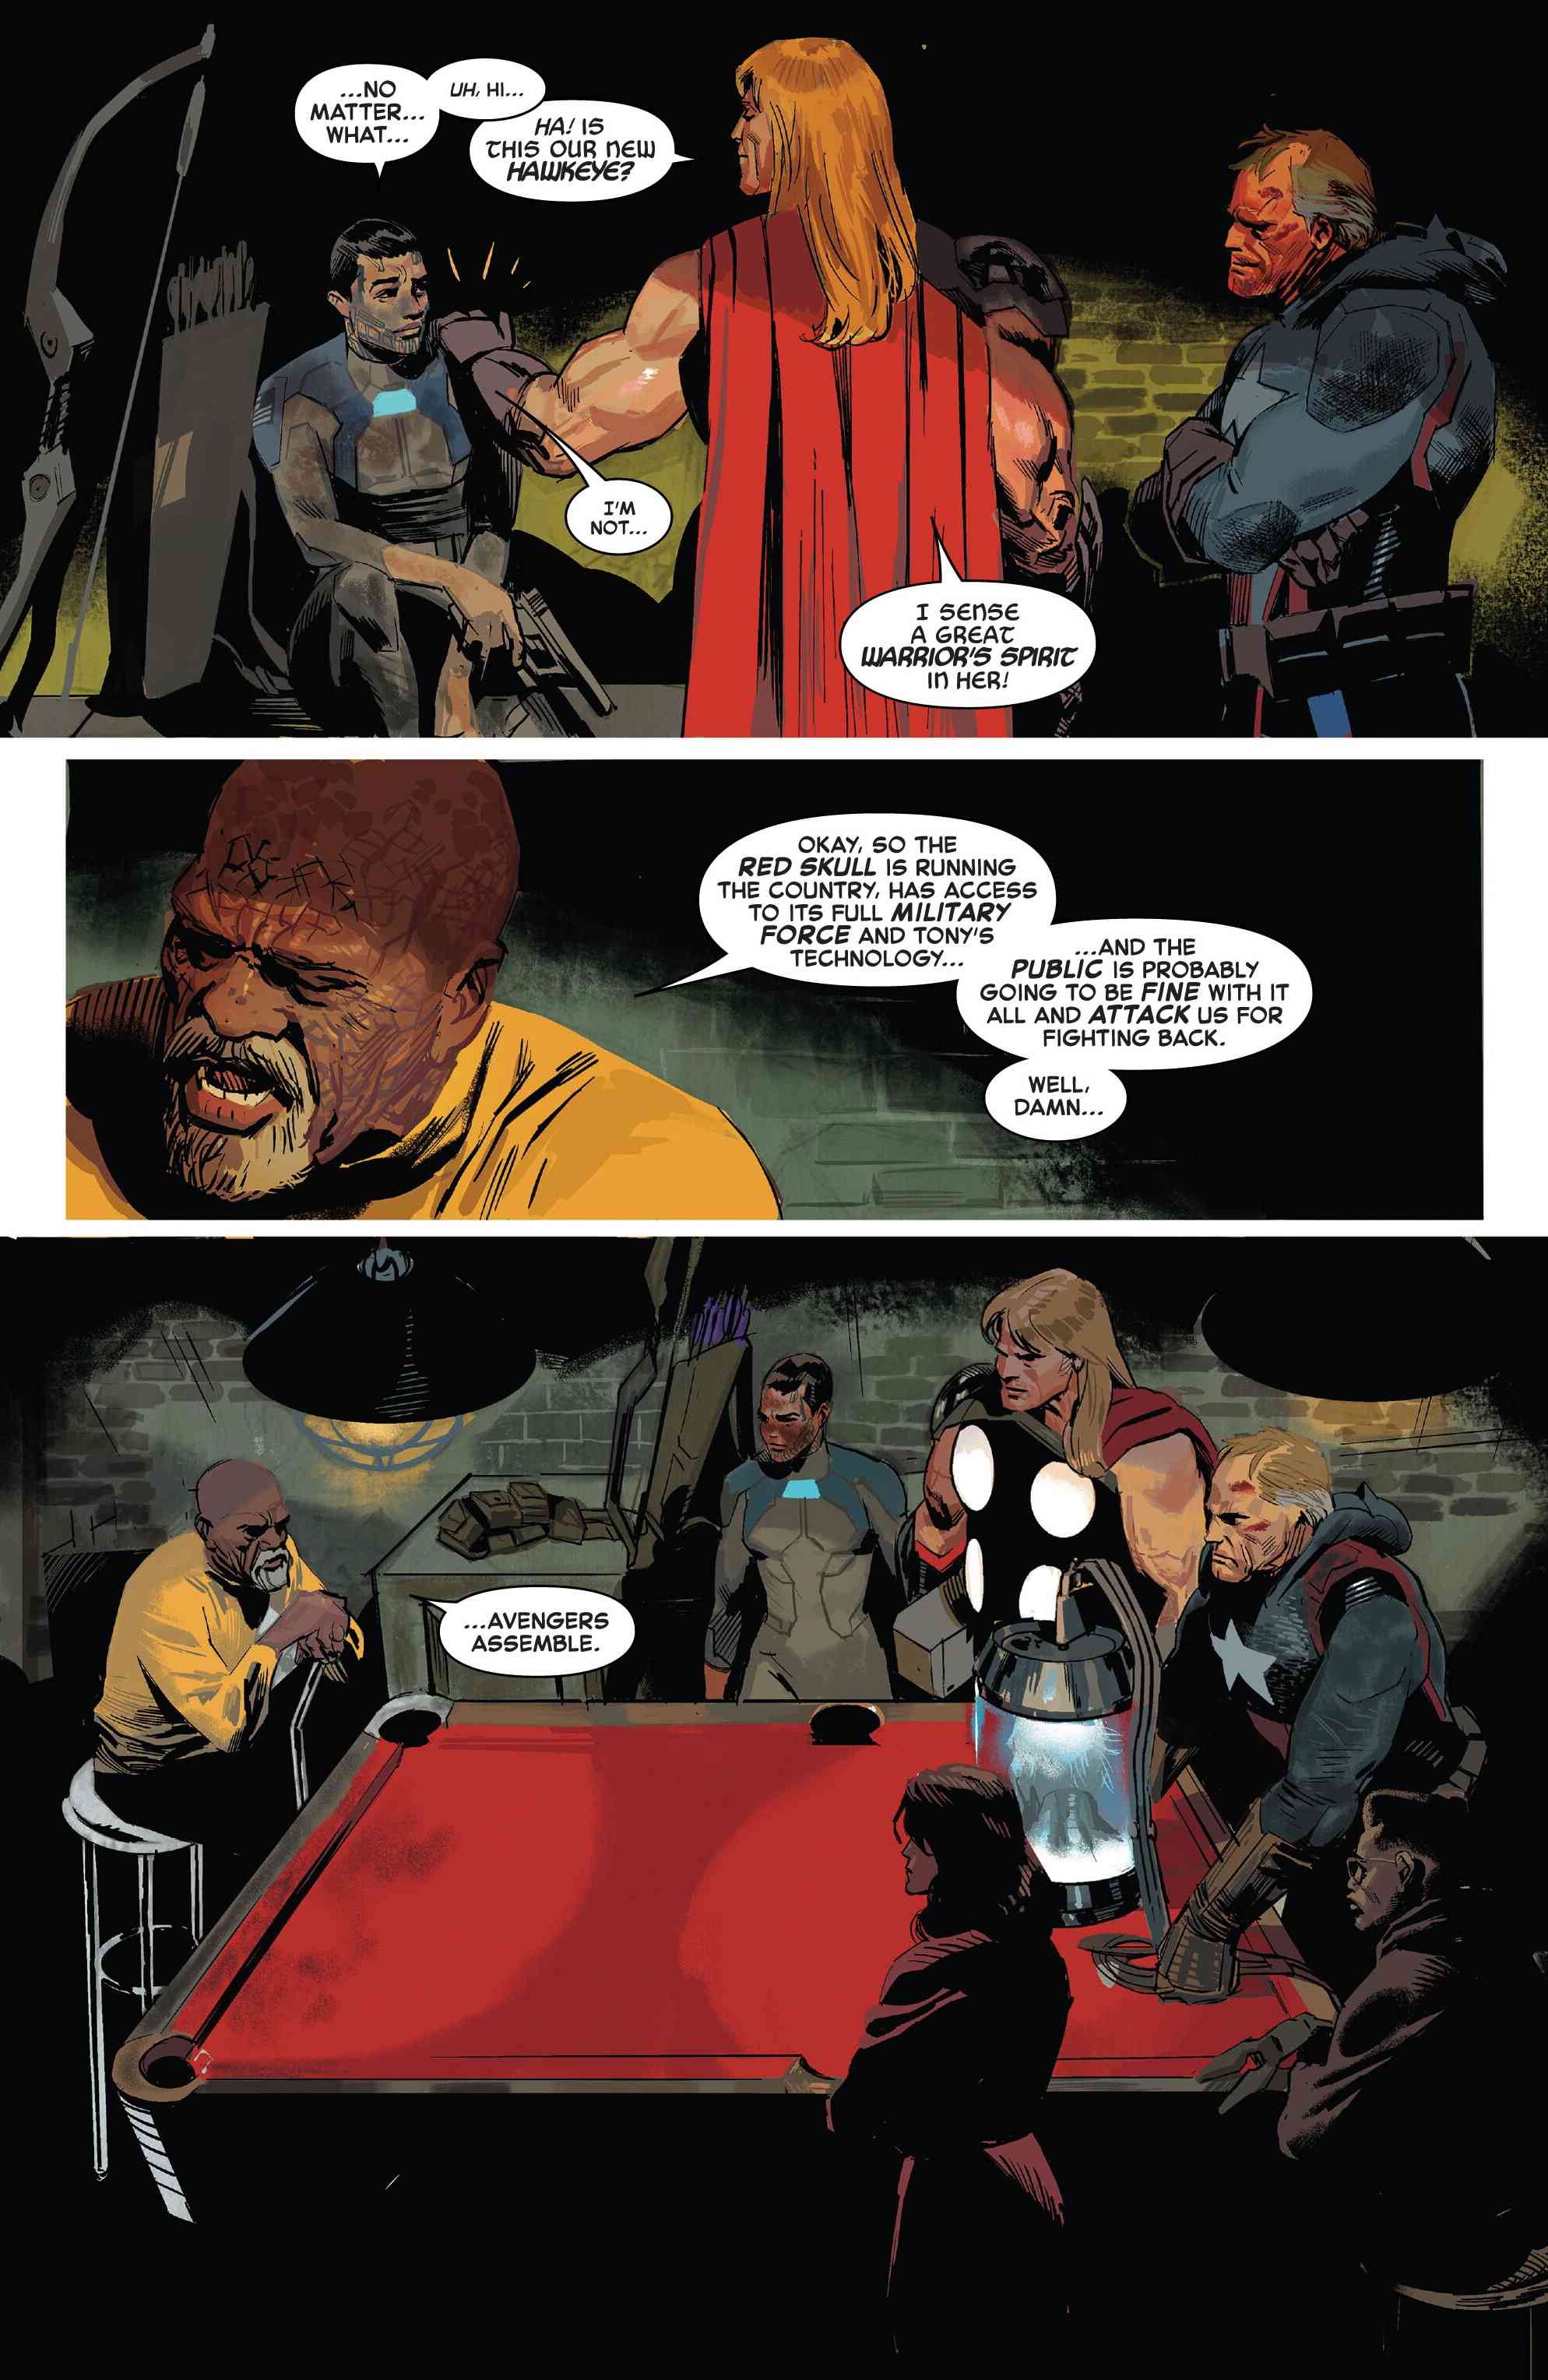 ...NO
MATTER...
WHAT...
UH, HI...
HA! IS
THIS OUR NEW
HAWKEYE?
I'M
NOT...
I SENSE
A GREAT
WARRIOR'S SPIRIT
IN HER!
OKAY, SO THE
RED SKULL IS RUNNING
THE COUNTRY, HAS ACCESS
TO ITS FULL MILITARY
FORCE AND TONY'S
TECHNOLOGY...
...AND THE
PUBLIC IS PROBABLY
GOING TO BE FINE WITH IT
ALL AND ATTACK US FOR
FIGHTING BACK.
WELL,
DAMN...
...AVENGERS
ASSEMBLE.